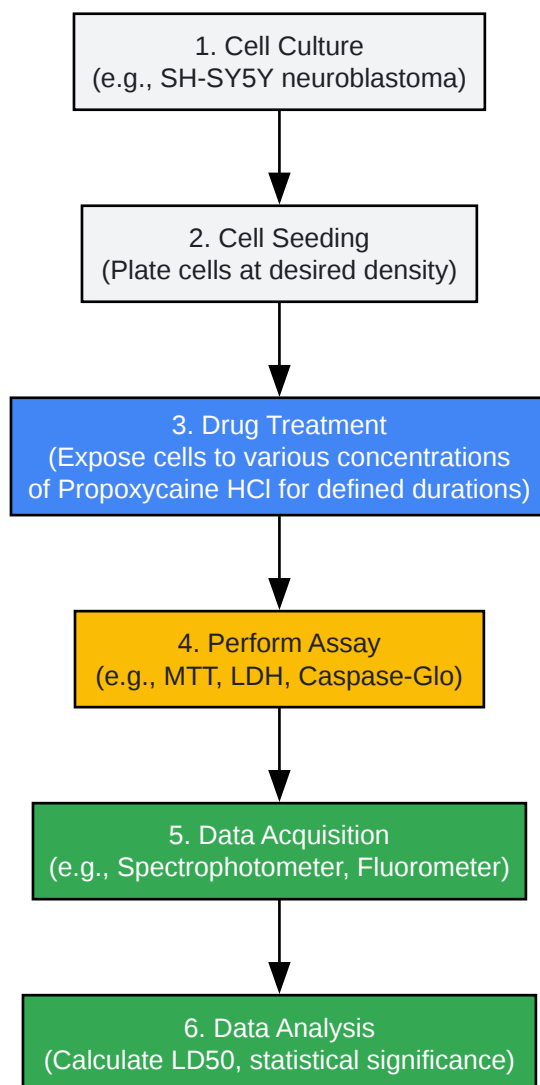 1. Cell Culture
(e.g., SH-SY5Y neuroblastoma)
2. Cell Seeding
(Plate cells at desired density)
3. Drug Treatment
(Expose cells to various concentrations
of Propoxycaine HCl for defined durations)
4. Perform Assay
(e.g., MTT, LDH, Caspase-Glo)
5. Data Acquisition
(e.g., Spectrophotometer, Fluorometer)
6. Data Analysis
(Calculate LD50, statistical significance)